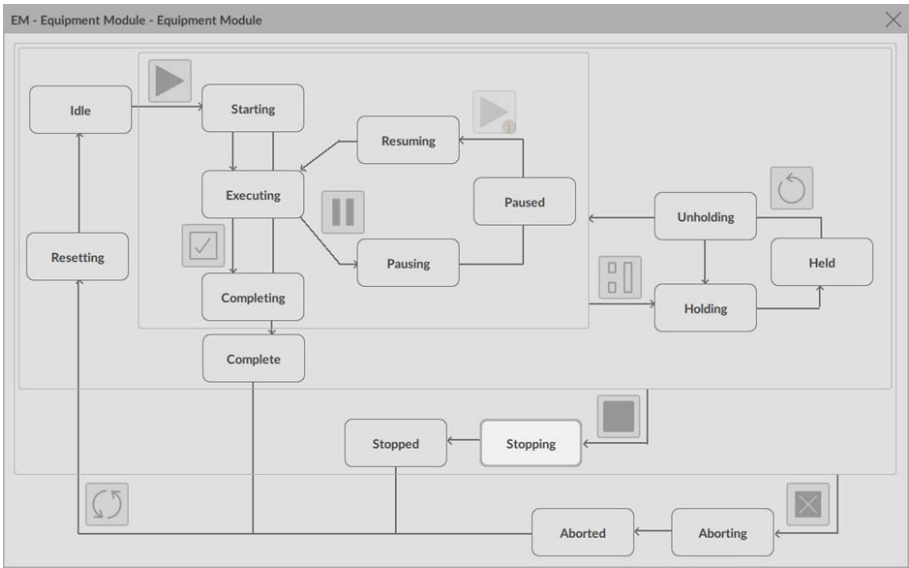 EM - Equipment Module - Equipment Module
Idle
Starting
Resuming
Executing
Paused
Unholding
Resetting
Pausing
Held
Completing
Holding
Complete
Stopped
Stopping
Aborted
Aborting